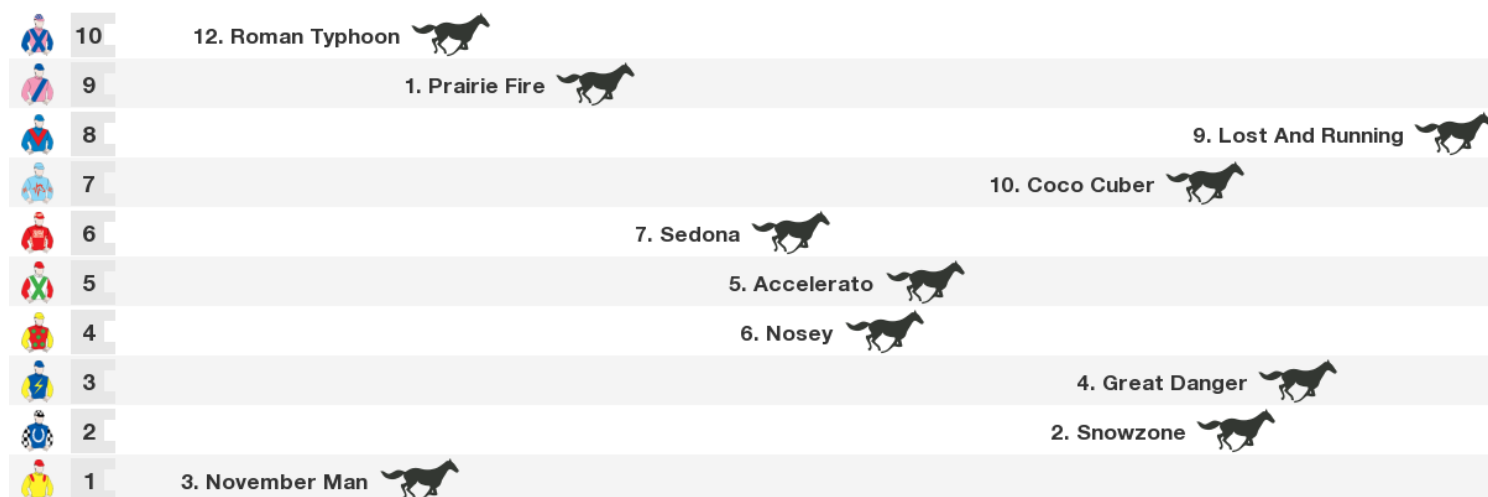 10 12. Roman Typhoon
9 1. Prairie Fire
8 9. Lost And Running
7 10. Coco Cuber
6 7. Sedona
5 5. Accelerato
4 6. Nosey
3 4. Great Danger
2 2. Snowzone
1 3. November Man